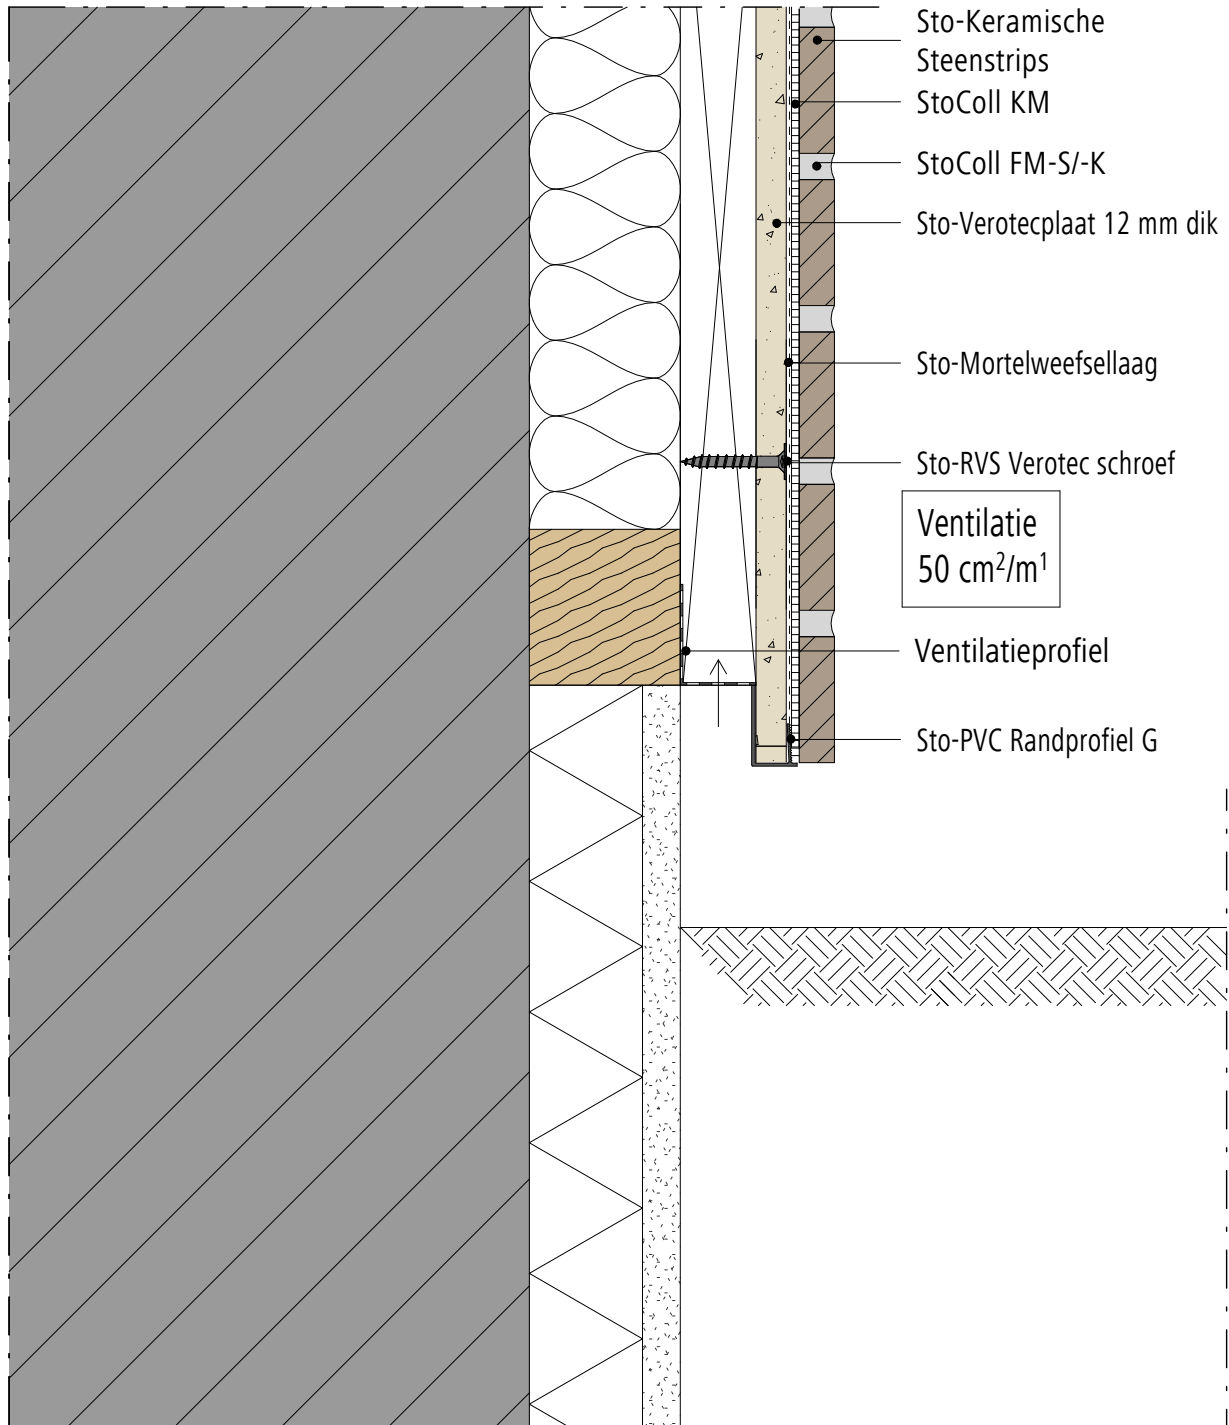 Sto-Keramische
Steenstrips
StoColl KM
StoColl FM-S/-K
Sto-Verotecplaat 12 mm dik
Sto-Mortelweefsellaag
Sto-RVS Verotec schroef
Ventilatie
50 cm²/m¹
Ventilatieprofiel
Sto-PVC Randprofiel G